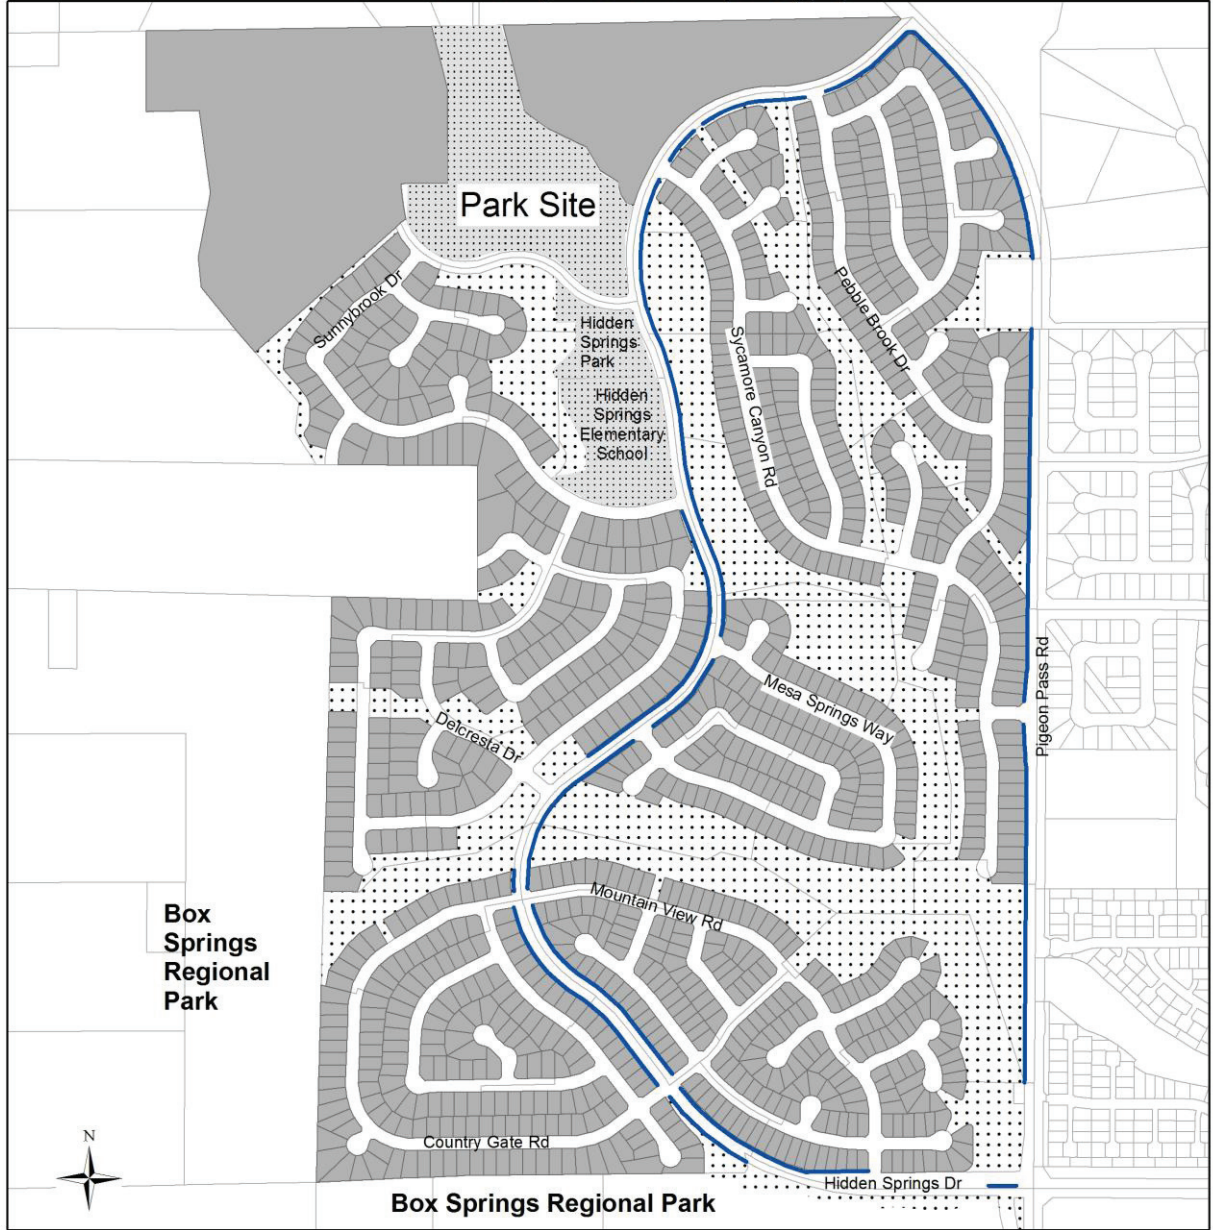 Park Site
Sunnybrook Dr
Hidden
Springs
Park
Hidden
Springs
Elementary
School
Pebble Brook Dr
Sycamore Canyon Rd
Pigeon Pass Rd
Mesa Springs Way
Delcresta Dr
Mountain View Rd
Box
Springs
Regional
Park
N
Country Gate Rd
Hidden Springs Dr
Box Springs Regional Park